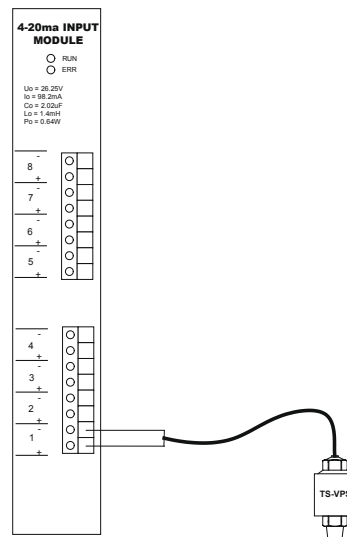 4-20ma INPUT
MODULE
RUN
ERR
Uo = 26.25V
Io = 98.2mA
Co = 2.02uF
Lo = 1.4mH
Po = 0.64W
-
8
+
-
7
+
-
6
+
-
5
+
-
4
+
-
3
+
-
2
+
-
1
+
TS-VPS